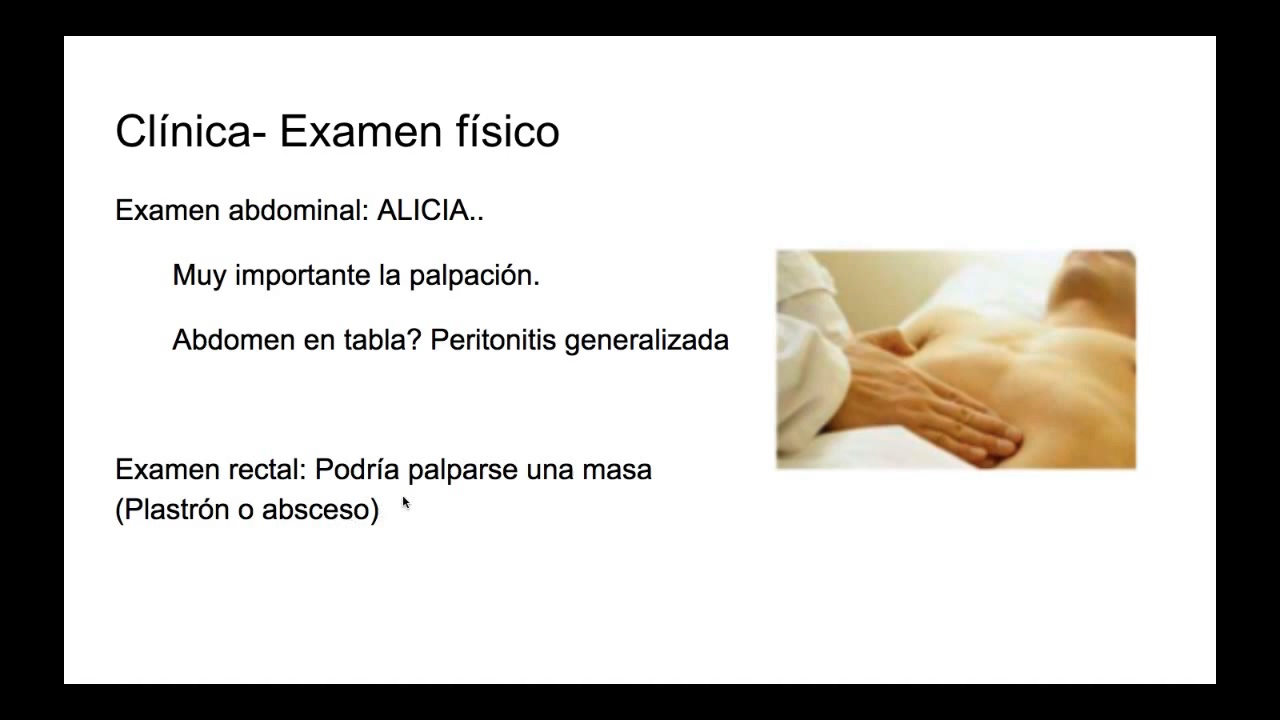 Clínica- Examen físico
Examen abdominal: ALICIA..
Muy importante la palpación.
Abdomen en tabla? Peritonitis generalizada
Examen rectal: Podría palparse una masa
(Plastrón o absceso)